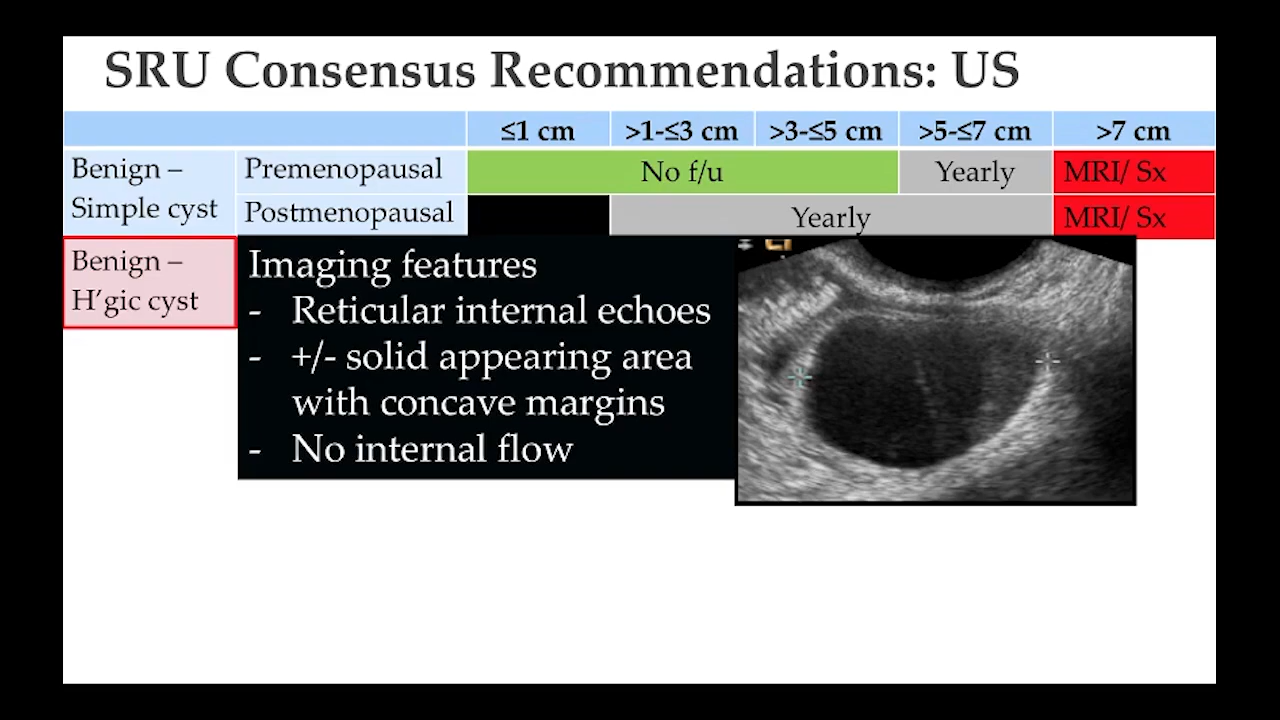 SRU Consensus Recommendations: US
≤1 cm >1-≤3 cm >3-≤5 cm >5-≤7 cm >7 cm
Benign –
Simple cyst
Premenopausal No f/u Yearly MRI/ Sx
Postmenopausal Yearly MRI/ Sx
Benign –
H'gic cyst
Imaging features
- Reticular internal echoes
- +/- solid appearing area
with concave margins
- No internal flow